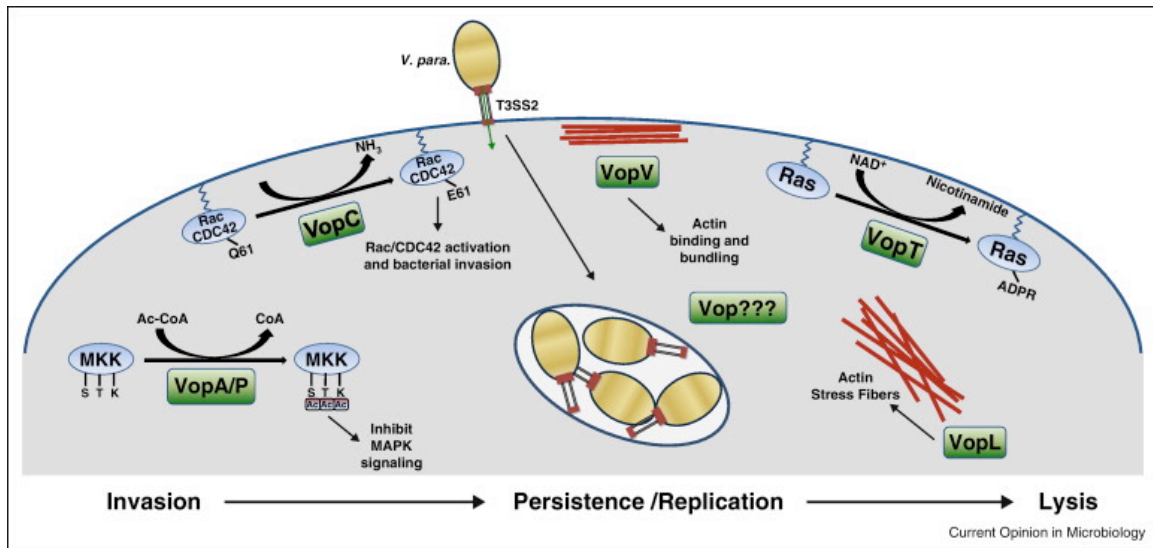 V. para.
T3SS2
NH3
Rac
CDC42
Q61
VopC
Rac
CDC42
E61
Rac/CDC42 activation
and bacterial invasion
VopV
Actin
binding and
bundling
Ras
NAD+
Nicotinamide
VopT
Ras
ADPR
Ac-CoA
CoA
MKK
S T K
VopA/P
MKK
S T K
Ac Ac Ac
Inhibit
MAPK
signaling
Vop???
Actin
Stress Fibers
VopL
Invasion
Persistence /Replication
Lysis
Current Opinion in Microbiology